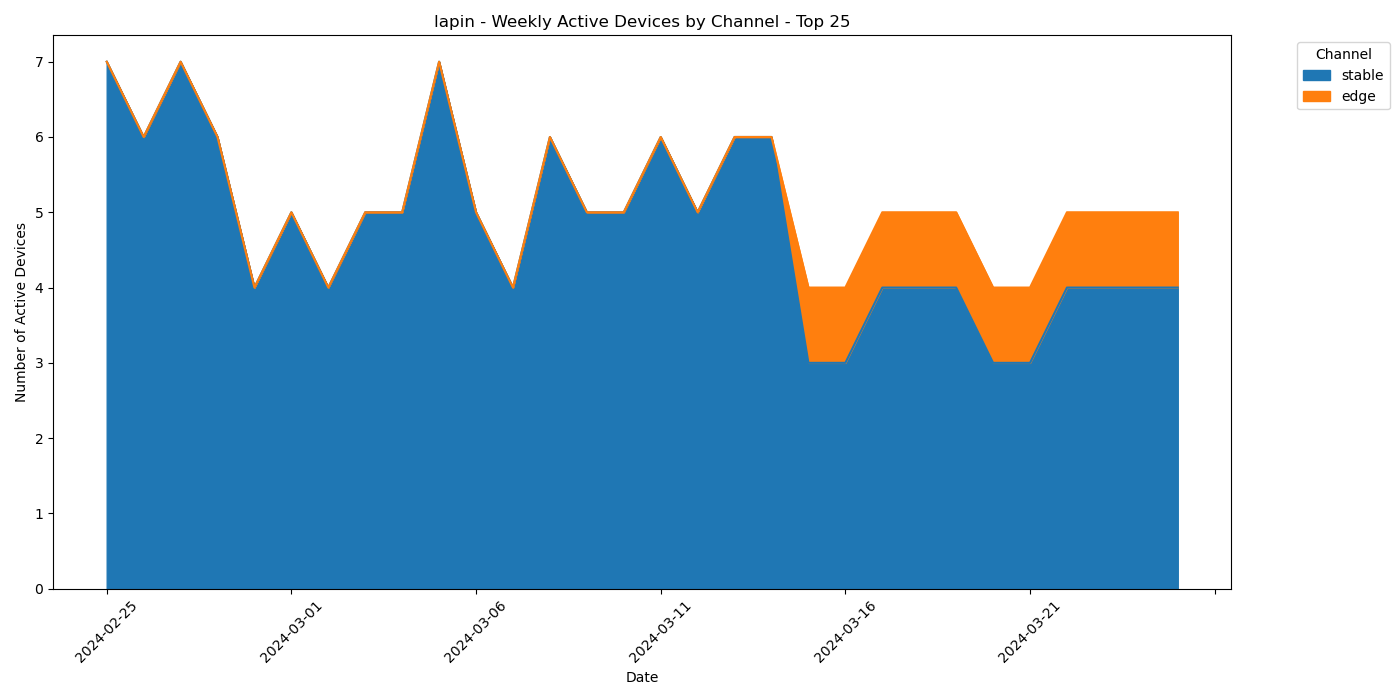 lapin - Weekly Active Devices by Channel - Top 25
Channel
stable
edge
Number of Active Devices
7
6
5
4
3
2
1
0
2024-02-25
2024-03-01
2024-03-06
2024-03-11
2024-03-16
2024-03-21
Date